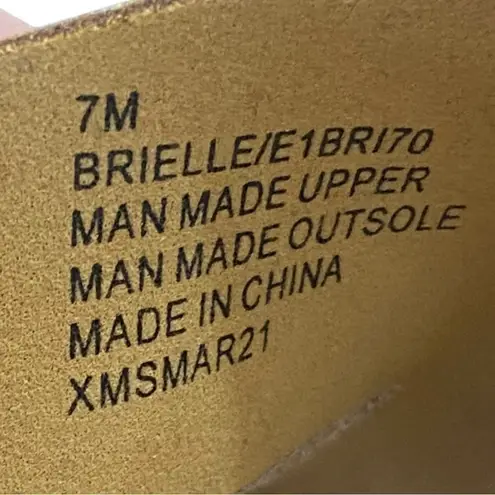 7M
BRIELLE/E1BRI70
MAN MADE UPPER
MAN MADE OUTSOLE
MADE IN CHINA
XMSMAR21